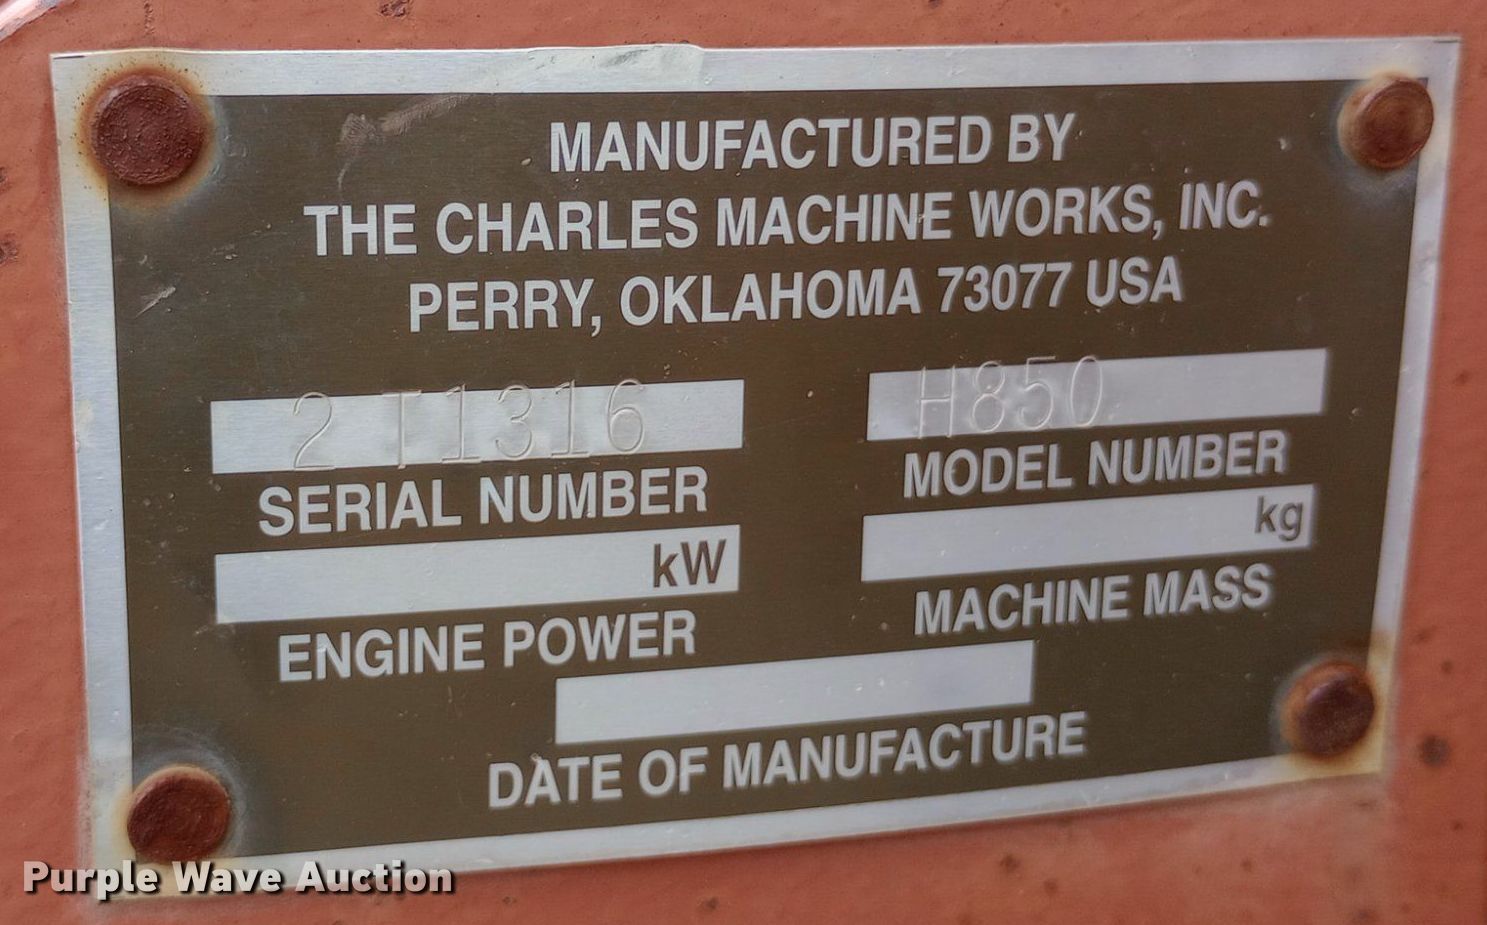 MANUFACTURED BY
THE CHARLES MACHINE WORKS, INC.
PERRY, OKLAHOMA 73077 USA
2T1316 H850
SERIAL NUMBER MODEL NUMBER
kW kg
ENGINE POWER MACHINE MASS
DATE OF MANUFACTURE
Purple Wave Auction